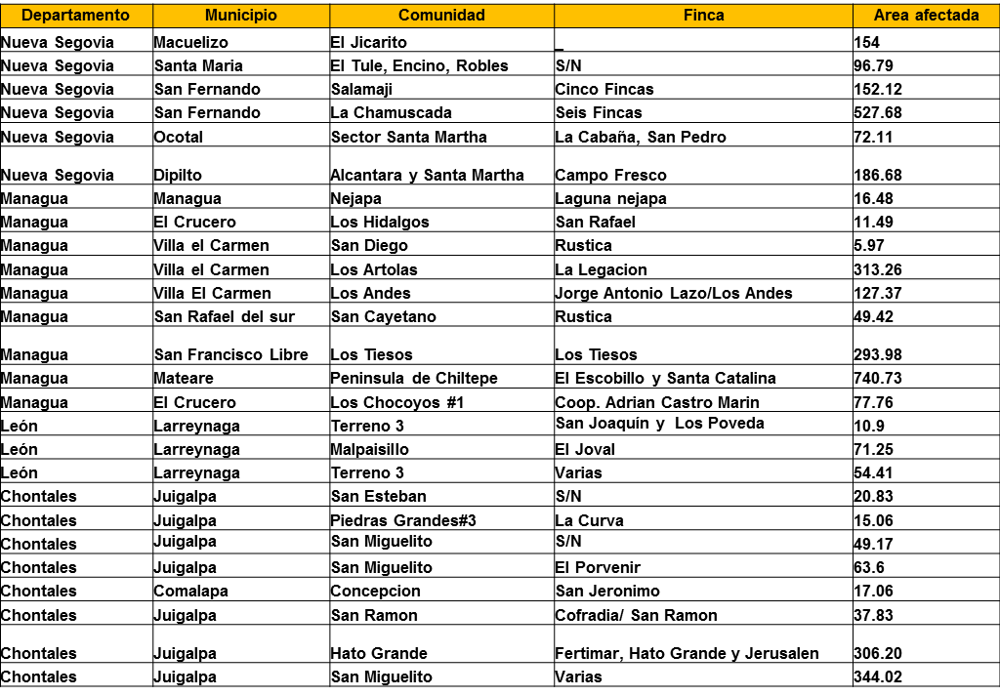 Departamento Municipio Comunidad Finca Area afectada
Nueva Segovia Macuelizo El Jicarito _ 154
Nueva Segovia Santa Maria El Tule, Encino, Robles S/N 96.79
Nueva Segovia San Fernando Salamaji Cinco Fincas 152.12
Nueva Segovia San Fernando La Chamuscada Seis Fincas 527.68
Nueva Segovia Ocotal Sector Santa Martha La Cabaña, San Pedro 72.11
Nueva Segovia Dipilto Alcantara y Santa Martha Campo Fresco 186.68
Managua Managua Nejapa Laguna nejapa 16.48
Managua El Crucero Los Hidalgos San Rafael 11.49
Managua Villa el Carmen San Diego Rustica 5.97
Managua Villa el Carmen Los Artolas La Legacion 313.26
Managua Villa El Carmen Los Andes Jorge Antonio Lazo/Los Andes 127.37
Managua San Rafael del sur San Cayetano Rustica 49.42
Managua San Francisco Libre Los Tiesos Los Tiesos 293.98
Managua Mateare Peninsula de Chiltepe El Escobillo y Santa Catalina 740.73
Managua El Crucero Los Chocoyos #1 Coop. Adrian Castro Marin 77.76
León Larreynaga Terreno 3 San Joaquín y Los Poveda 10.9
León Larreynaga Malpaisillo El Joval 71.25
León Larreynaga Terreno 3 Varias 54.41
Chontales Juigalpa San Esteban S/N 20.83
Chontales Juigalpa Piedras Grandes#3 La Curva 15.06
Chontales Juigalpa San Miguelito S/N 49.17
Chontales Juigalpa San Miguelito El Porvenir 63.6
Chontales Comalapa Concepcion San Jeronimo 17.06
Chontales Juigalpa San Ramon Cofradia/ San Ramon 37.83
Chontales Juigalpa Hato Grande Fertimar, Hato Grande y Jerusalen 306.20
Chontales Juigalpa San Miguelito Varias 344.02